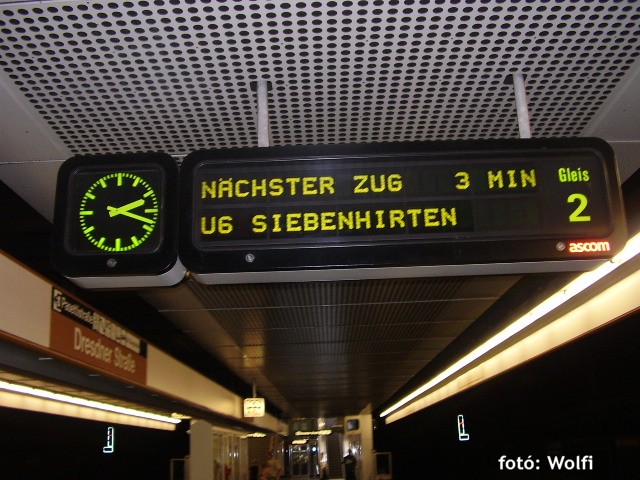 NÄCHSTER ZUG 3 MIN
Gleis
U6 SIEBENHIRTEN
2
ascom
Dresdner Straße
fotó: Wolfi